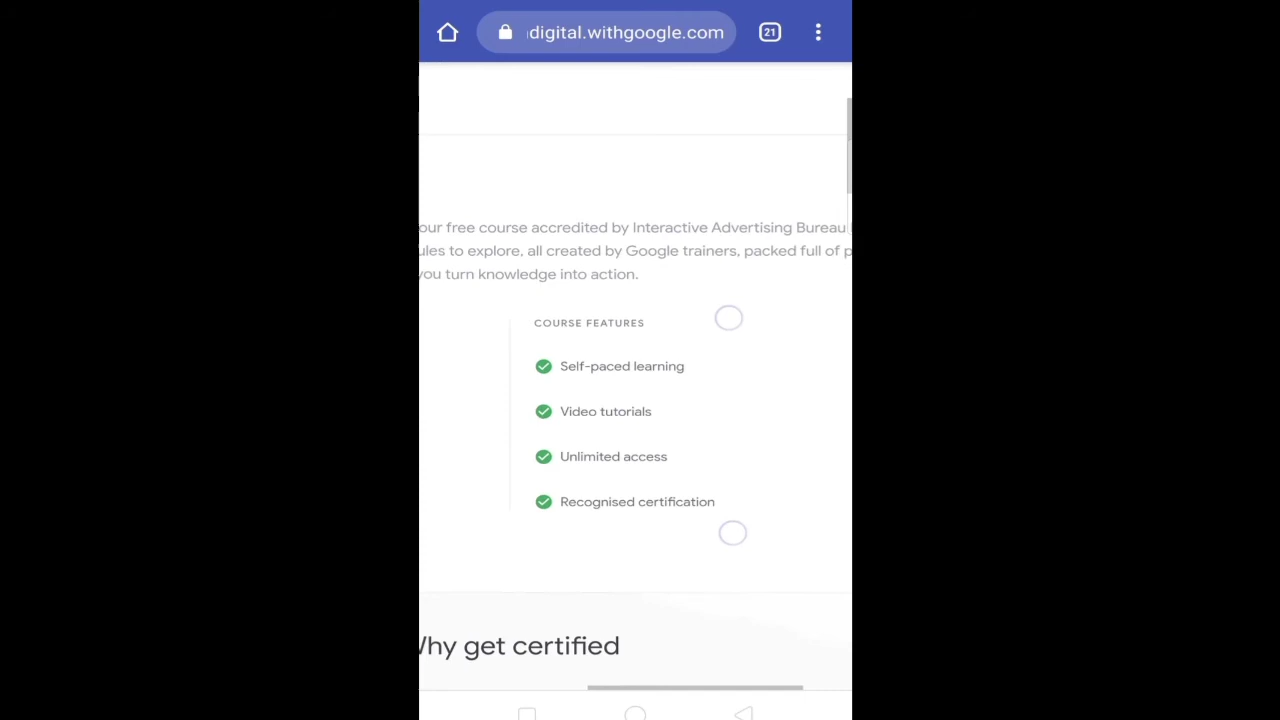 digital.withgoogle.com
21
our free course accredited by Interactive Advertising Bureau
to explore, all created by Google trainers, packed full of
you turn knowledge into action.
COURSE FEATURES
Self-paced learning
Video tutorials
Unlimited access
Recognised certification
get certified